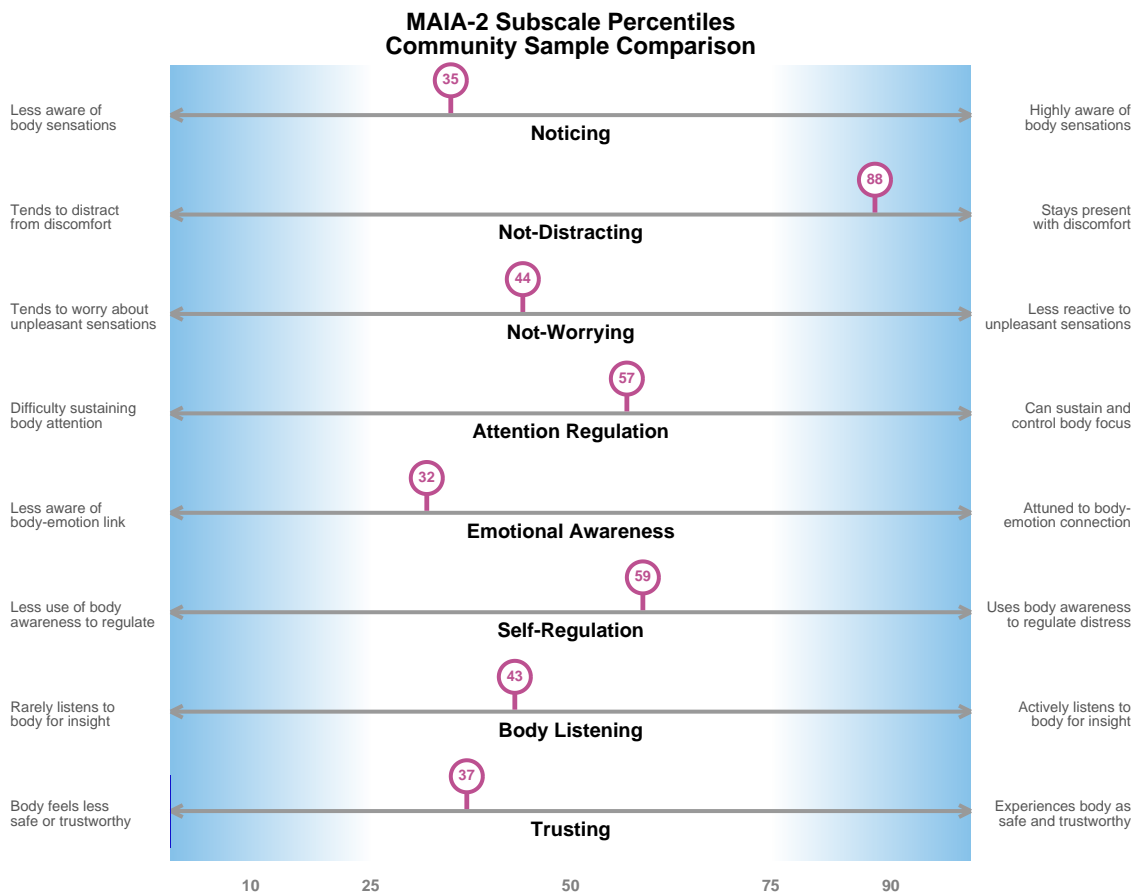 MAIA-2 Subscale Percentiles
Community Sample Comparison
35
Less aware of
body sensations
Highly aware of
body sensations
Noticing
88
Tends to distract
from discomfort
Stays present
with discomfort
Not-Distracting
44
Tends to worry about
unpleasant sensations
Less reactive to
unpleasant sensations
Not-Worrying
57
Difficulty sustaining
body attention
Can sustain and
control body focus
Attention Regulation
32
Less aware of
body-emotion link
Attuned to body-
emotion connection
Emotional Awareness
59
Less use of body
awareness to regulate
Uses body awareness
to regulate distress
Self-Regulation
43
Rarely listens to
body for insight
Actively listens to
body for insight
Body Listening
37
Body feels less
safe or trustworthy
Experiences body as
safe and trustworthy
Trusting
10 25 50 75 90